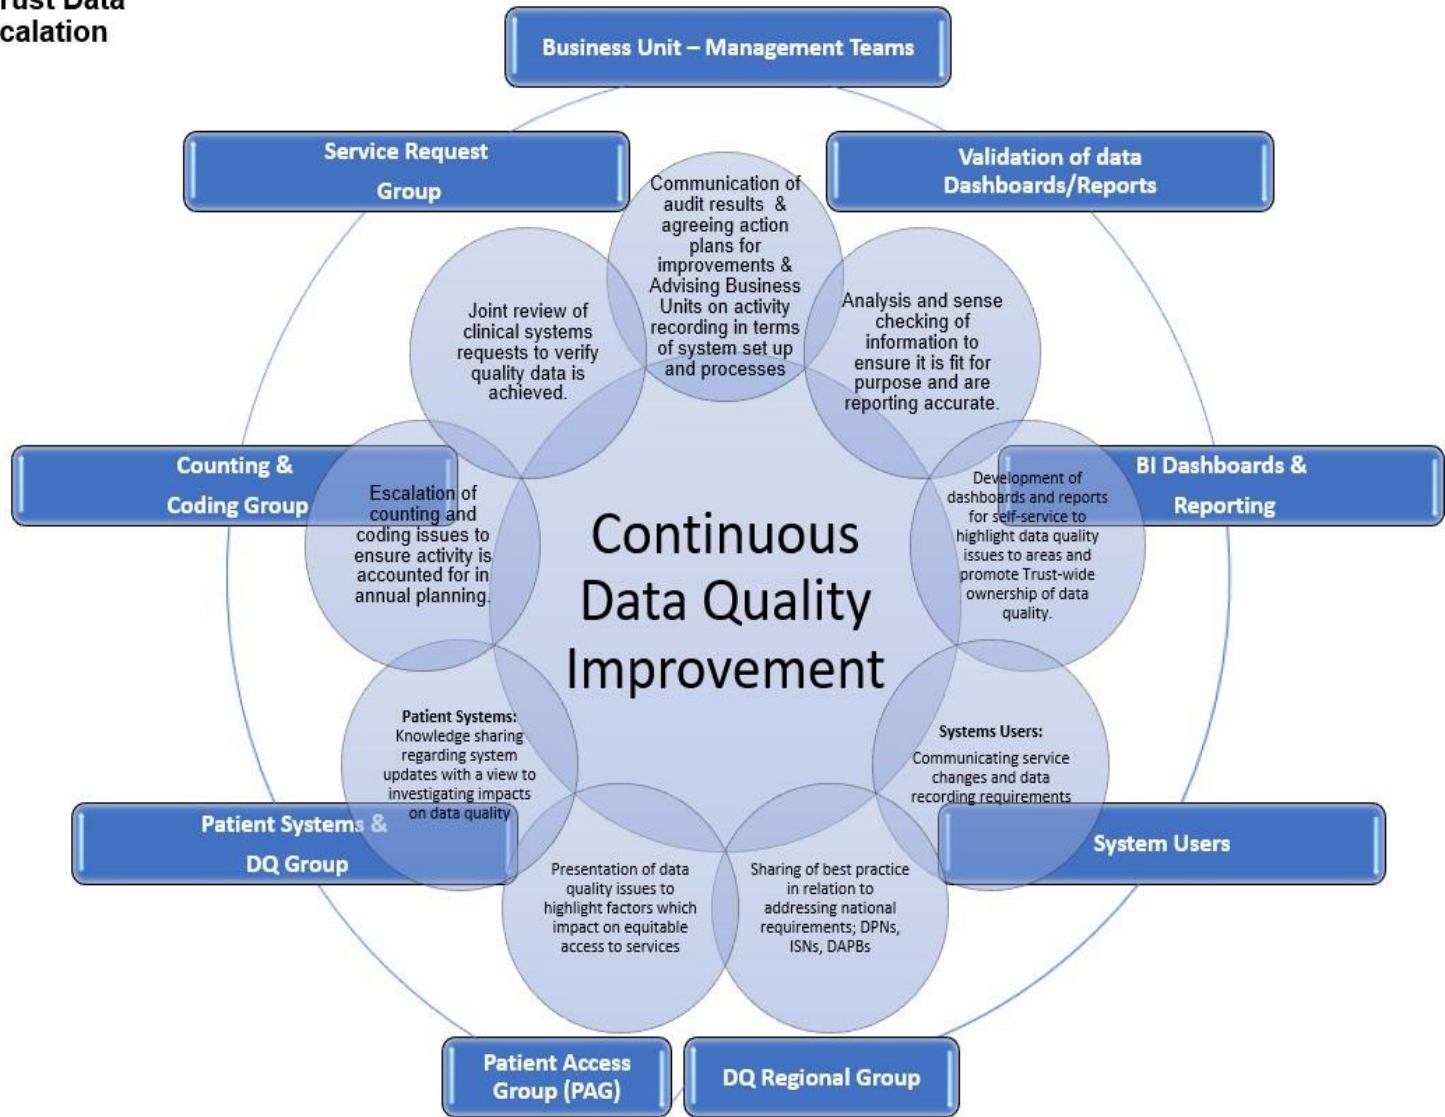 Trust Data
calation
Business Unit – Management Teams
Service Request
Group
Validation of data
Dashboards/Reports
Communication of
audit results & 
agreeing action
plans for
improvements &
Advising Business
Units on activity
recording in terms
of system set up
and processes
Joint review of
clinical systems
requests to verify
quality data is
achieved.
Analysis and sense
checking of
information to
ensure it is fit for
purpose and are
reporting accurate.
Counting &
Coding Group
Escalation of
counting and
coding issues to
ensure activity is
accounted for in
annual planning.
BI Dashboards &
Reporting
Development of
dashboards and reports
for self-service to
highlight data quality
issues to areas and
promote Trust-wide
ownership of data
quality.
Continuous
Data Quality
Improvement
Patient Systems:
Knowledge sharing
regarding system
updates with a view to
investigating impacts
on data quality
Systems Users:
Communicating service
changes and data
recording requirements
Patient Systems &
DQ Group
System Users
Presentation of data
quality issues to
highlight factors which
impact on equitable
access to services
Sharing of best practice
in relation to
addressing national
requirements; DPNs,
ISNs, DAPBs
Patient Access
Group (PAG)
DQ Regional Group